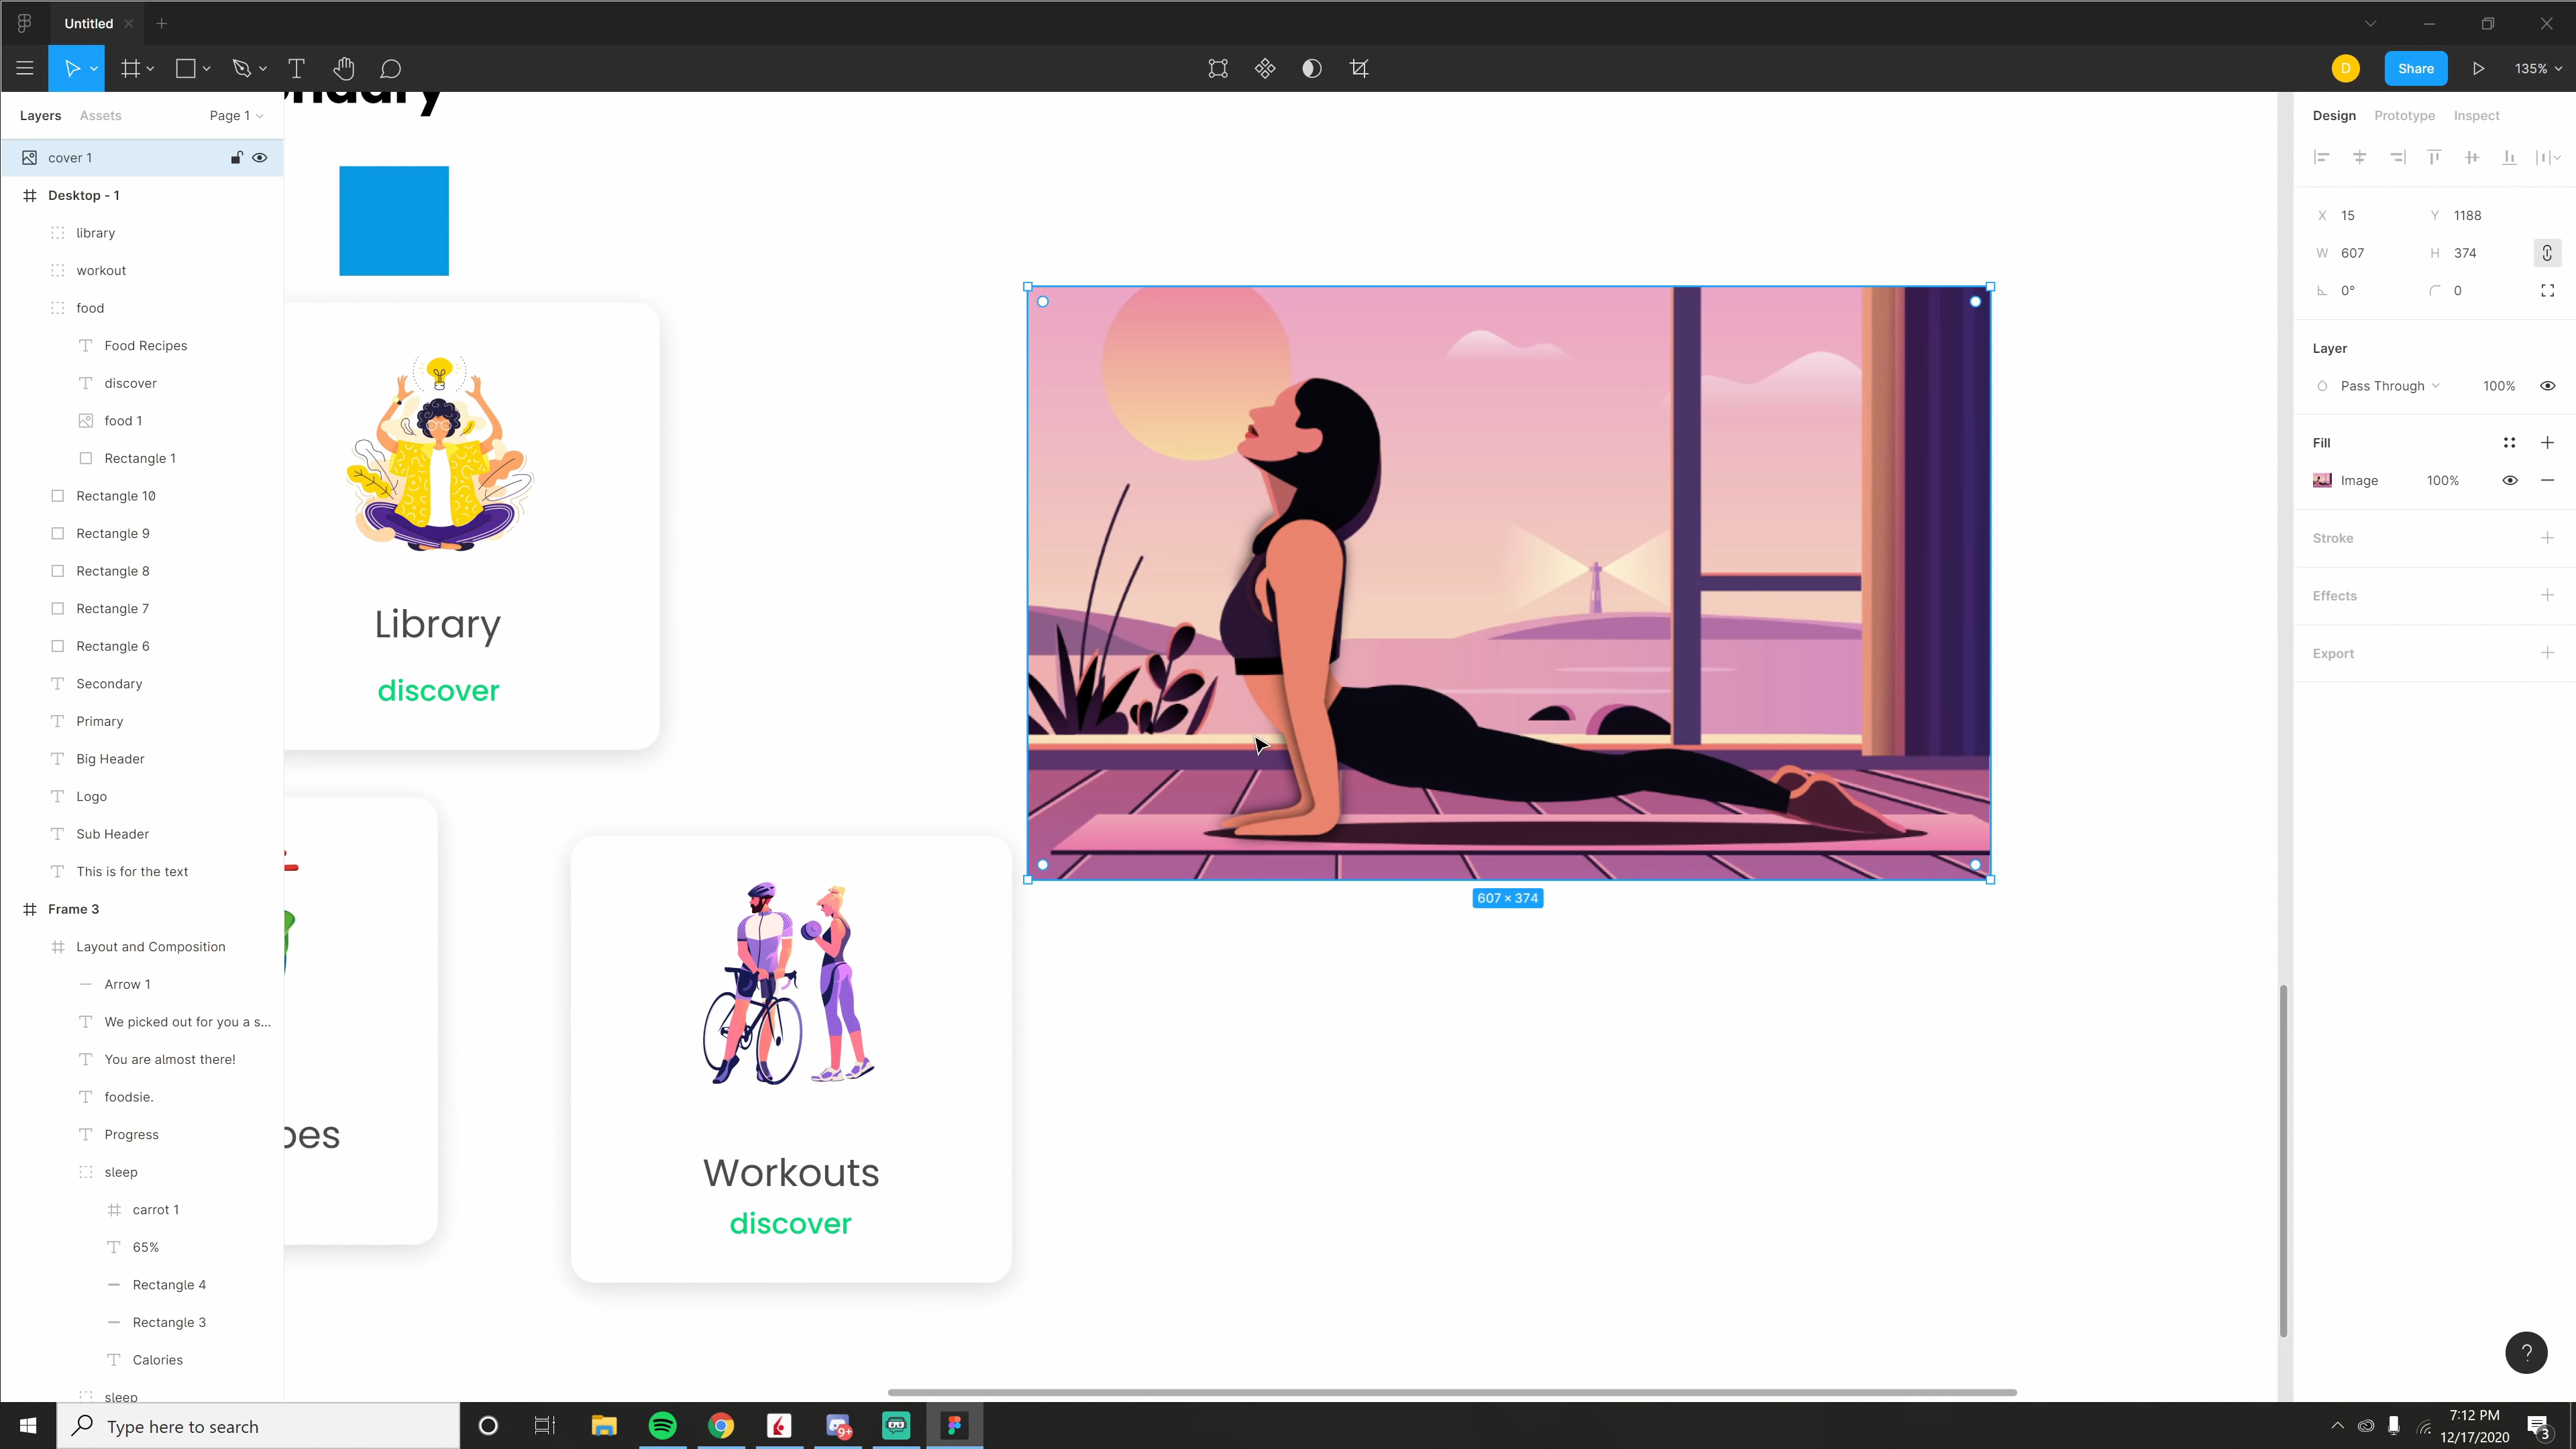 Untitled
D
Share
135%
Layers
Assets
Page 1
cover 1
Desktop - 1
library
workout
food
Food Recipes
discover
food 1
Rectangle 1
Rectangle 10
Rectangle 9
Rectangle 8
Rectangle 7
Rectangle 6
Secondary
Primary
Big Header
Logo
Sub Header
This is for the text
Frame 3
Layout and Composition
Arrow 1
We picked out for you a s...
You are almost there!
foodsie.
Progress
sleep
carrot 1
65%
Rectangle 4
Rectangle 3
Calories
sleep
Library
discover
Workouts
discover
607 × 374
Design
Prototype
Inspect
X 15
Y 1188
W 607
H 374
0°
0
Layer
Pass Through
100%
Fill
Image
100%
Stroke
Effects
Export
?
Type here to search
9+
7:12 PM
12/17/2020
3